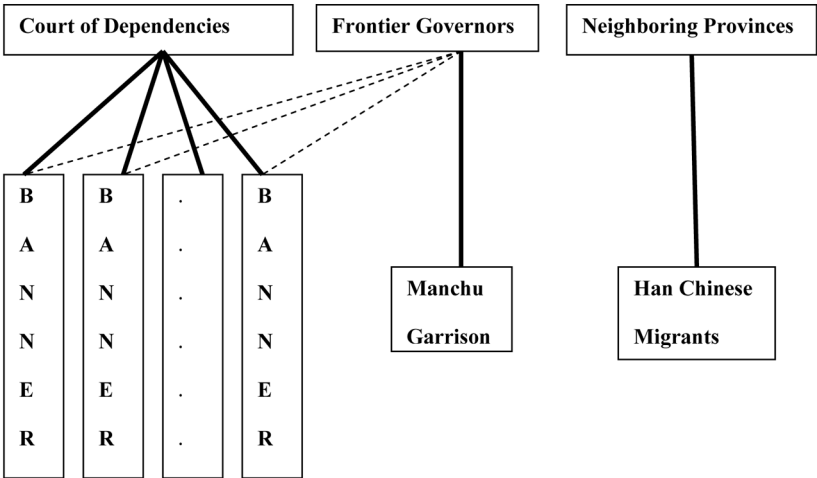 Court of Dependencies
Frontier Governors
Neighboring Provinces
B
A
N
N
E
R
B
A
N
N
E
R
.
.
.
.
.
.
B
A
N
N
E
R
Manchu
Garrison
Han Chinese
Migrants